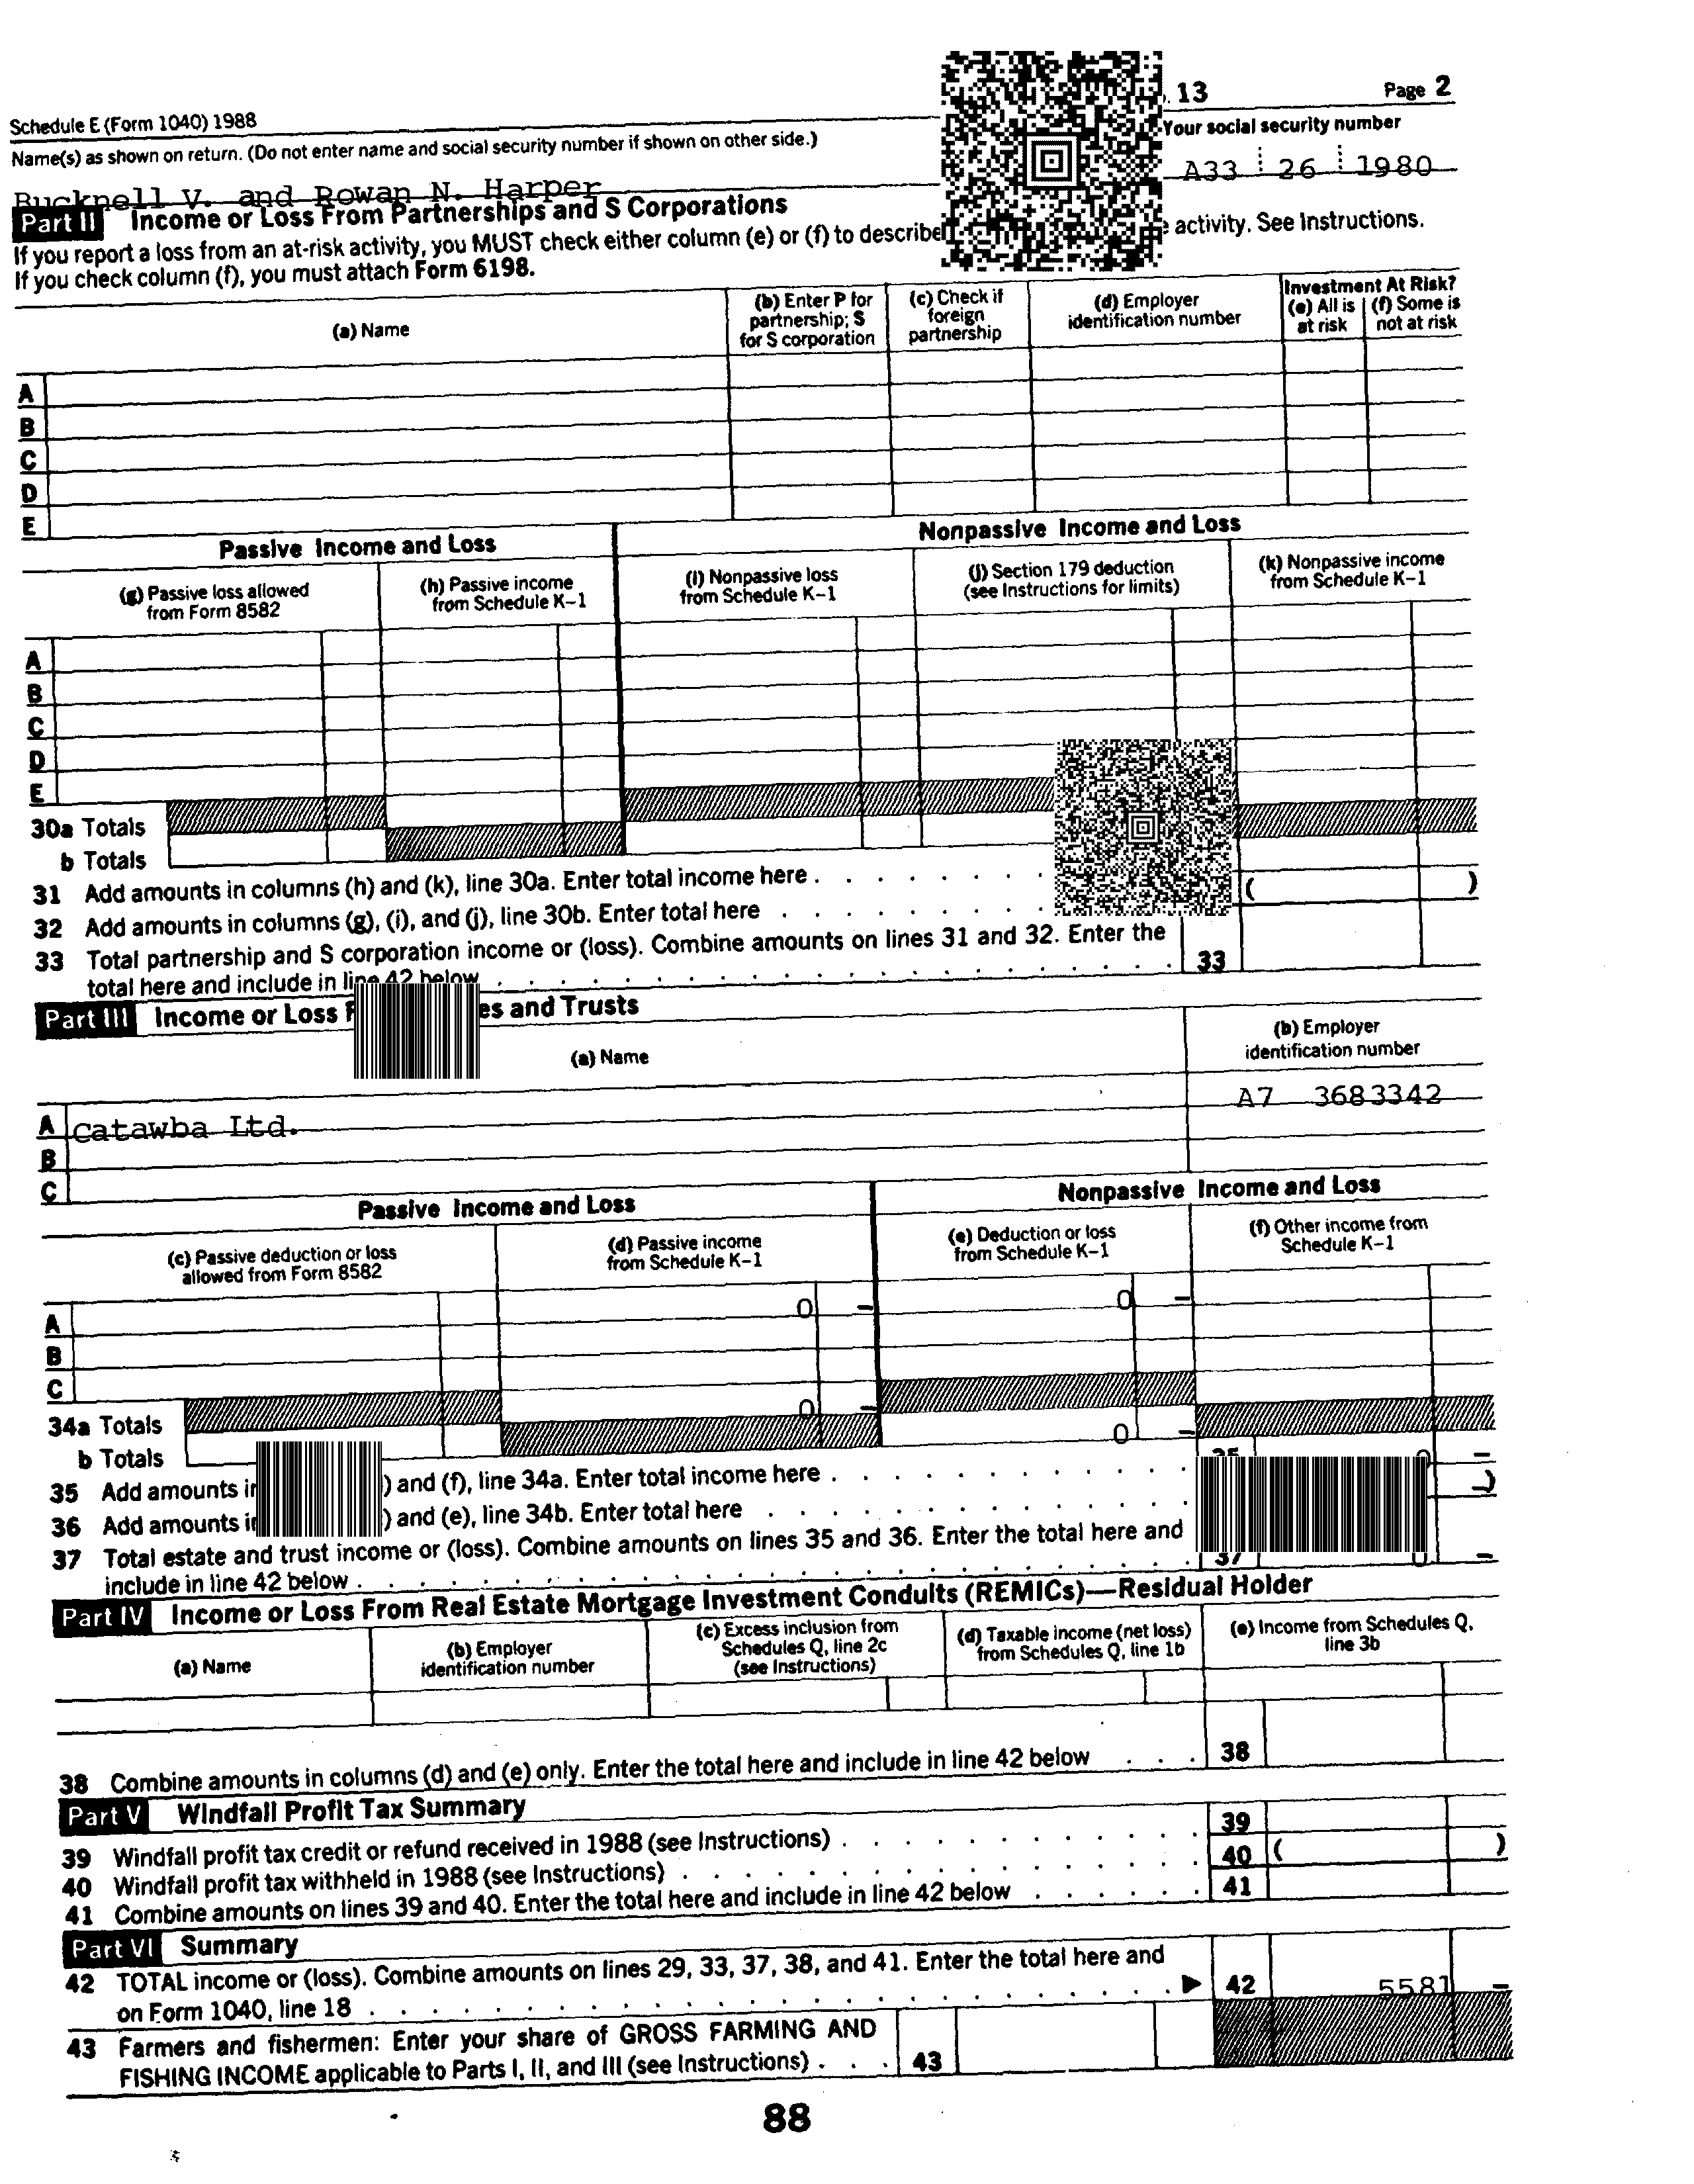 Schedule E (Form 1040) 1988
13 Page 2
Name(s) as shown on return. (Do not enter name and social security number if shown on other side.)
Your social security number
Bucknell V. and Rowan N. Harper
A33 26 1980
Part II Income or Loss From Partnerships and S Corporations
If you report a loss from an at-risk activity, you MUST check either column (e) or (f) to describe activity. See Instructions.
If you check column (f), you must attach Form 6198.
(a) Name
(b) Enter P for partnership; S for S corporation
(c) Check if foreign partnership
(d) Employer identification number
Investment At Risk?
(e) All is at risk
(f) Some is not at risk
A
B
C
D
E
Passive Income and Loss
Nonpassive Income and Loss
(g) Passive loss allowed from Form 8582
(h) Passive income from Schedule K–1
(i) Nonpassive loss from Schedule K–1
(j) Section 179 deduction (see Instructions for limits)
(k) Nonpassive income from Schedule K–1
A
B
C
D
E
30a Totals
b Totals
31 Add amounts in columns (h) and (k), line 30a. Enter total income here . . . . . . .
32 Add amounts in columns (g), (i), and (j), line 30b. Enter total here . . . . . . . . ( )
33 Total partnership and S corporation income or (loss). Combine amounts on lines 31 and 32. Enter the
total here and include in line 42 below . . . . . . . . . . . . . . 33
Part III Income or Loss and Trusts
(a) Name
(b) Employer identification number
A Catawba Ltd. A7 3683342
B
C
Passive Income and Loss
Nonpassive Income and Loss
(c) Passive deduction or loss allowed from Form 8582
(d) Passive income from Schedule K–1
(e) Deduction or loss from Schedule K–1
(f) Other income from Schedule K–1
A 0 – 0 –
B
C
34a Totals 0 –
b Totals 0 –
35 Add amounts and (f), line 34a. Enter total income here . . . . . . . . . . . 35 0 –
36 Add amounts and (e), line 34b. Enter total here . . . . . . . . . . . . –)
37 Total estate and trust income or (loss). Combine amounts on lines 35 and 36. Enter the total here and
include in line 42 below . . . . . . . . . . . . . . . . . 37 0 –
Part IV Income or Loss From Real Estate Mortgage Investment Conduits (REMICs)—Residual Holder
(a) Name
(b) Employer identification number
(c) Excess inclusion from Schedules Q, line 2c (see Instructions)
(d) Taxable income (net loss) from Schedules Q, line 1b
(e) Income from Schedules Q, line 3b
38 Combine amounts in columns (d) and (e) only. Enter the total here and include in line 42 below . . . 38
Part V Windfall Profit Tax Summary
39 Windfall profit tax credit or refund received in 1988 (see Instructions) . . . . . . . . . . . 39
40 Windfall profit tax withheld in 1988 (see Instructions) . . . . . . . . . . . . . . . 40 ( )
41 Combine amounts on lines 39 and 40. Enter the total here and include in line 42 below . . . . . . 41
Part VI Summary
42 TOTAL income or (loss). Combine amounts on lines 29, 33, 37, 38, and 41. Enter the total here and
on Form 1040, line 18 . . . . . . . . . . . . . . . . . . . ▶ 42 5581 –
43 Farmers and fishermen: Enter your share of GROSS FARMING AND
FISHING INCOME applicable to Parts I, II, and III (see Instructions) . . . 43
88